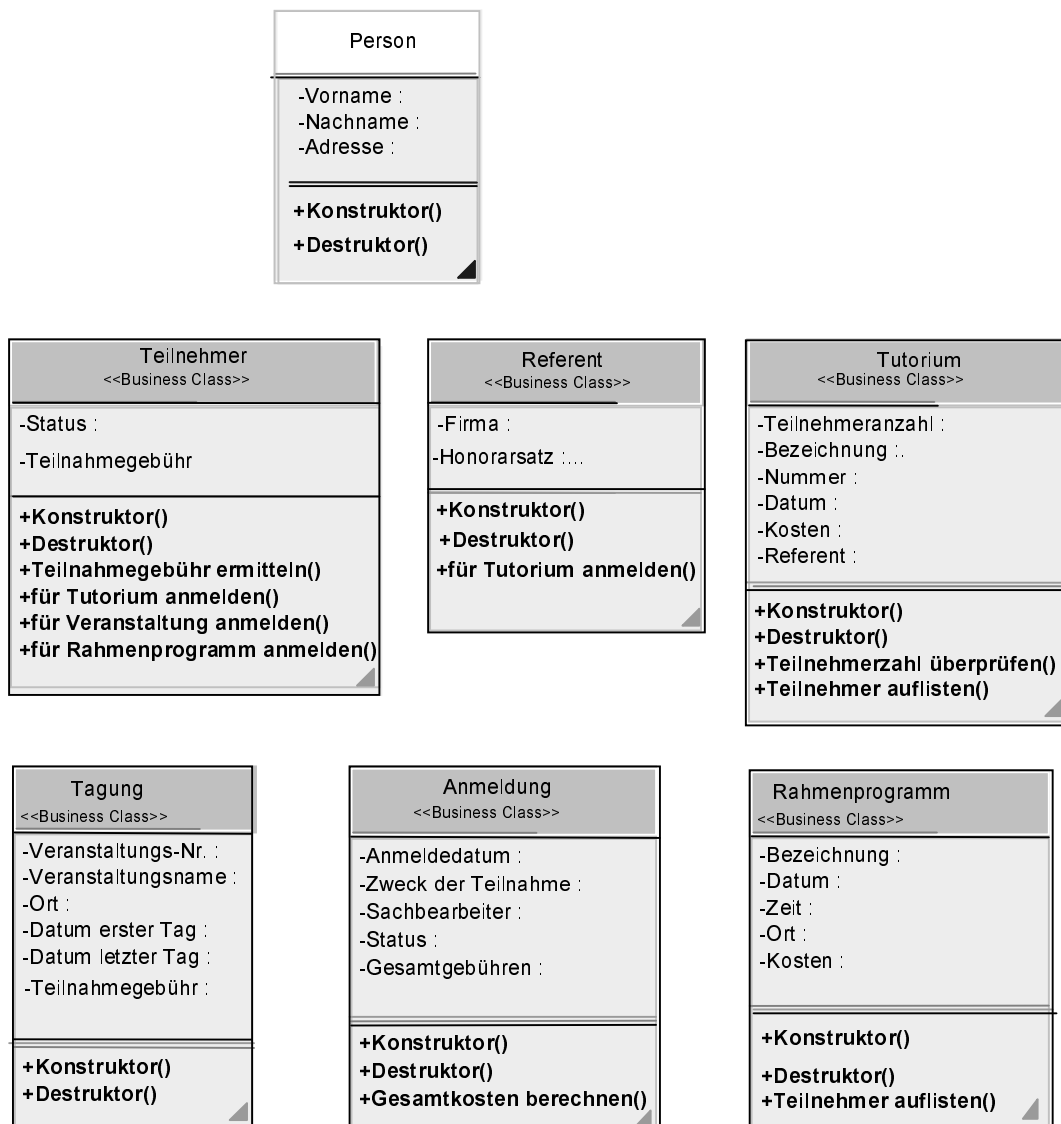 Person
-Vorname :
-Nachname :
-Adresse :
+Konstruktor()
+Destruktor()
Teilnehmer
<<Business Class>>
-Status :
-Teilnahmegebühr
+Konstruktor()
+Destruktor()
+Teilnahmegebühr ermitteln()
+für Tutorium anmelden()
+für Veranstaltung anmelden()
+für Rahmenprogramm anmelden()
Referent
<<Business Class>>
-Firma :
-Honorarsatz :...
+Konstruktor()
+Destruktor()
+für Tutorium anmelden()
Tutorium
<<Business Class>>
-Teilnehmeranzahl :
-Bezeichnung :.
-Nummer :
-Datum :
-Kosten :
-Referent :
+Konstruktor()
+Destruktor()
+Teilnehmerzahl überprüfen()
+Teilnehmer auflisten()
Tagung
<<Business Class>>
-Veranstaltungs-Nr. :
-Veranstaltungsname :
-Ort :
-Datum erster Tag :
-Datum letzter Tag :
-Teilnahmegebühr :
+Konstruktor()
+Destruktor()
Anmeldung
<<Business Class>>
-Anmeldedatum :
-Zweck der Teilnahme :
-Sachbearbeiter :
-Status :
-Gesamtgebühren :
+Konstruktor()
+Destruktor()
+Gesamtkosten berechnen()
Rahmenprogramm
<<Business Class>>
-Bezeichnung :
-Datum :
-Zeit :
-Ort :
-Kosten :
+Konstruktor()
+Destruktor()
+Teilnehmer auflisten()